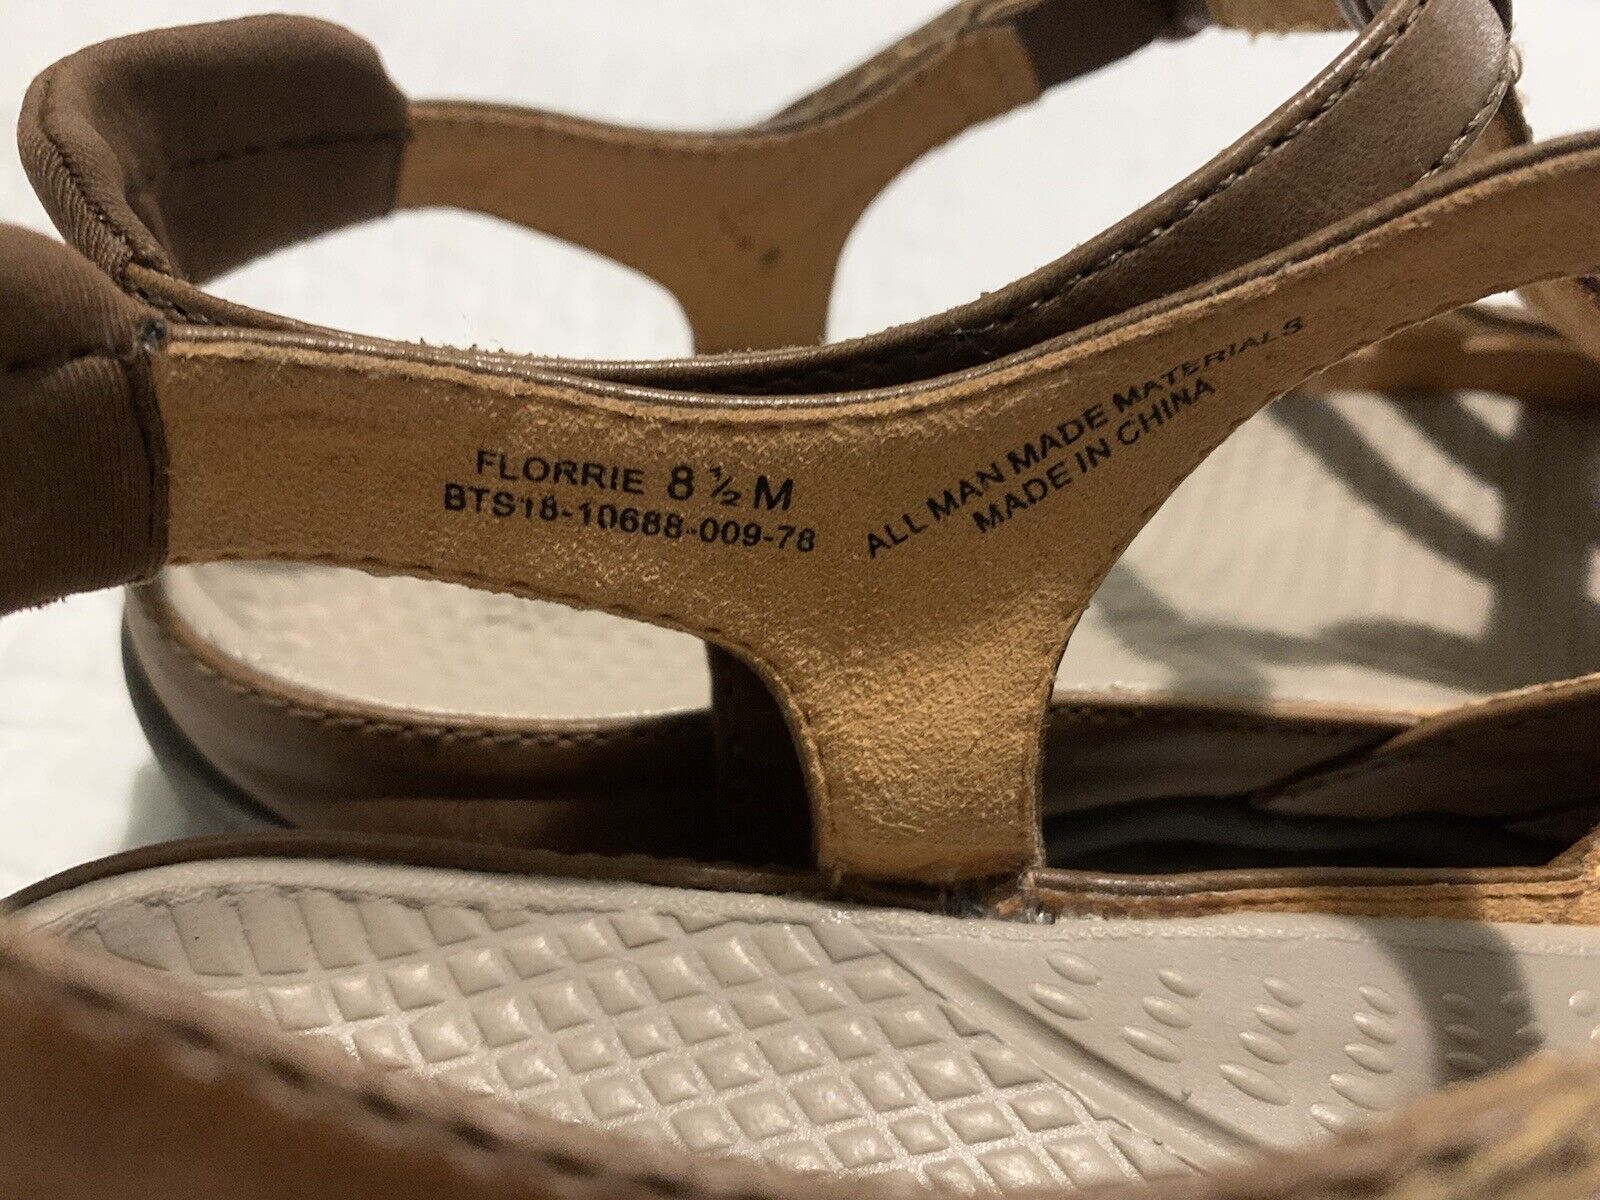 FLORRIE 8 ½ M
BTS18-10688-009-78
ALL MAN MADE MATERIALS
MADE IN CHINA